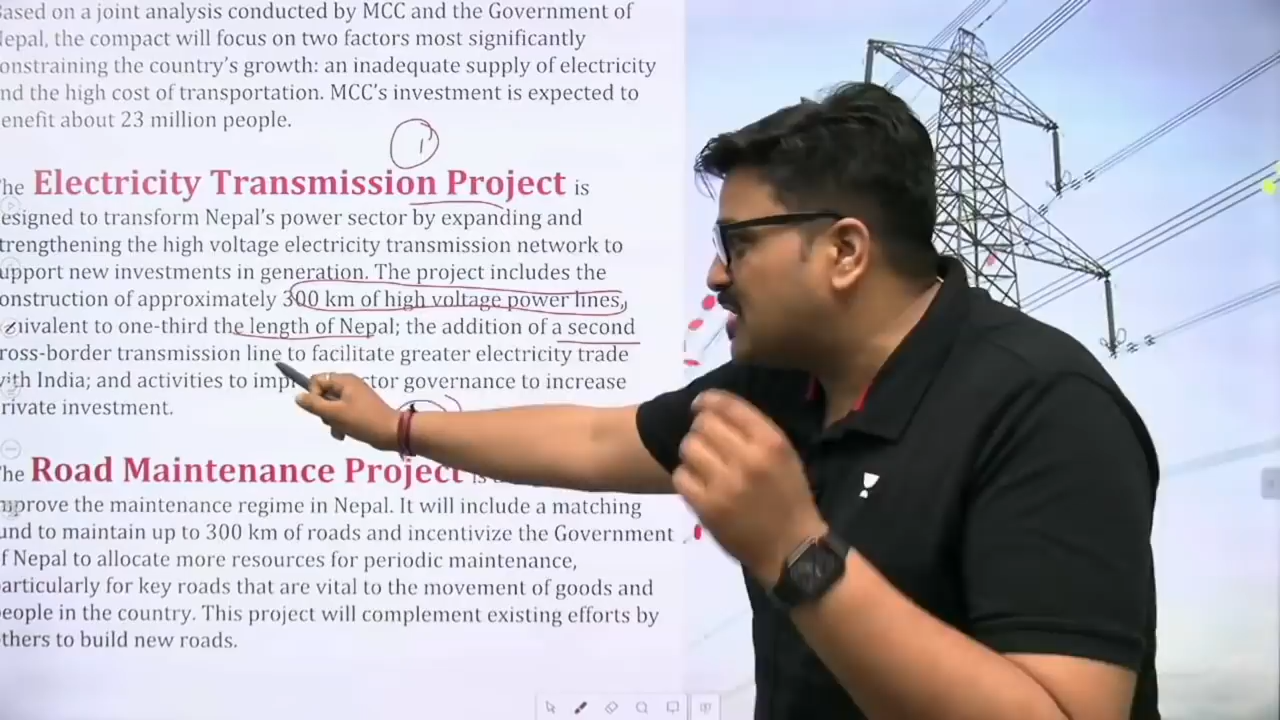 ased on a joint analysis conducted by MCC and the Government of
epal, the compact will focus on two factors most significantly
onstraining the country's growth: an inadequate supply of electricity
nd the high cost of transportation. MCC's investment is expected to
enefit about 23 million people.
he Electricity Transmission Project is
esigned to transform Nepal's power sector by expanding and
trengthening the high voltage electricity transmission network to
upport new investments in generation. The project includes the
onstruction of approximately 300 km of high voltage power lines,
uivalent to one-third the length of Nepal; the addition of a second
ross-border transmission line to facilitate greater electricity trade
ith India; and activities to governance to increase
rivate investment.
he Road Maintenance Project is
mprove the maintenance regime in Nepal. It will include a matching
und to maintain up to 300 km of roads and incentivize the Government
f Nepal to allocate more resources for periodic maintenance,
articularly for key roads that are vital to the movement of goods and
eople in the country. This project will complement existing efforts by
thers to build new roads.